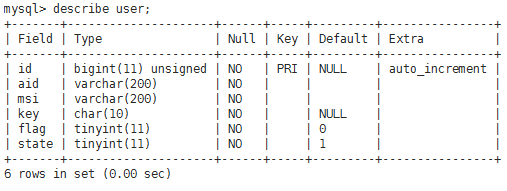 mysql> describe user;
+-------+---------------------+------+-----+---------+----------------+
| Field | Type                | Null | Key | Default | Extra          |
+-------+---------------------+------+-----+---------+----------------+
| id    | bigint(11) unsigned | NO   | PRI | NULL    | auto_increment |
| aid   | varchar(200)        | NO   |     |         |                |
| msi   | varchar(200)        | NO   |     |         |                |
| key   | char(10)            | NO   |     | NULL    |                |
| flag  | tinyint(11)         | NO   |     | 0       |                |
| state | tinyint(11)         | NO   |     | 1       |                |
+-------+---------------------+------+-----+---------+----------------+
6 rows in set (0.00 sec)